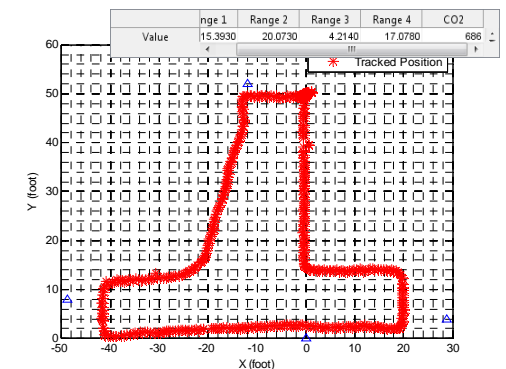 nge 1 Range 2 Range 3 Range 4 CO2
Value 15.3930 20.0730 4.2140 17.0780 686
Tracked Position
60
50
40
30
20
10
0
Y (foot)
-50 -40 -30 -20 -10 0 10 20 30
X (foot)